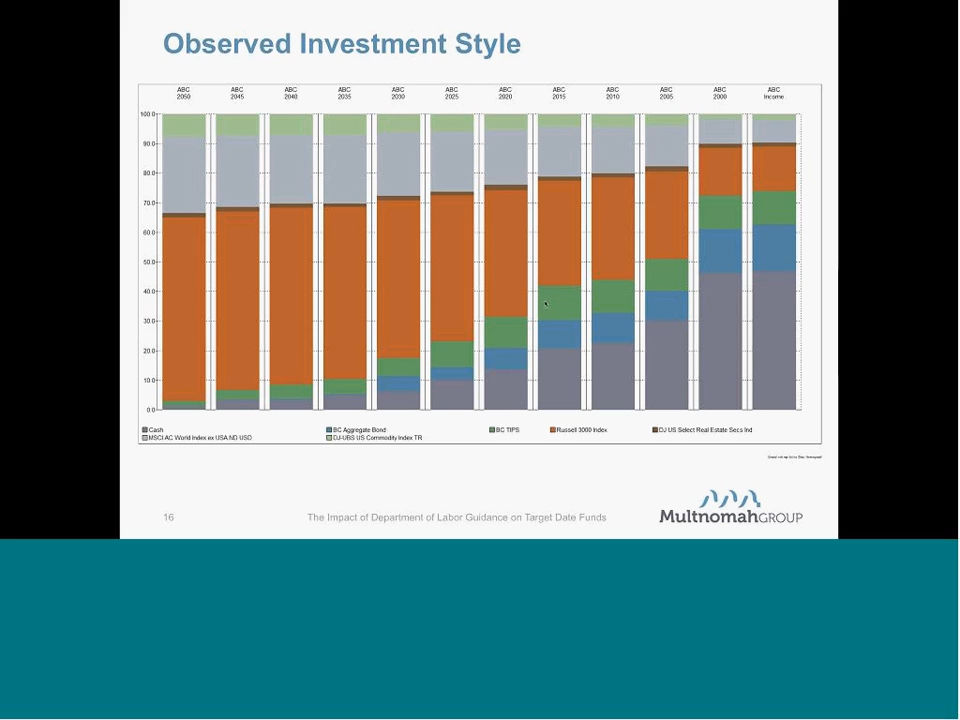 Observed Investment Style
ABC ABC ABC ABC ABC ABC ABC ABC ABC ABC ABC ABC
2050 2045 2040 2035 2030 2025 2020 2015 2010 2005 2000 Income
100.0
90.0
80.0
70.0
60.0
50.0
40.0
30.0
20.0
10.0
0.0
Cash BC Aggregate Bond BC TIPS Russell 3000 Index DJ US Select Real Estate Secs Ind
MSCI AC World Index ex USA ND USD DJ-UBS US Commodity Index TR
16 The Impact of Department of Labor Guidance on Target Date Funds MultnomahGROUP